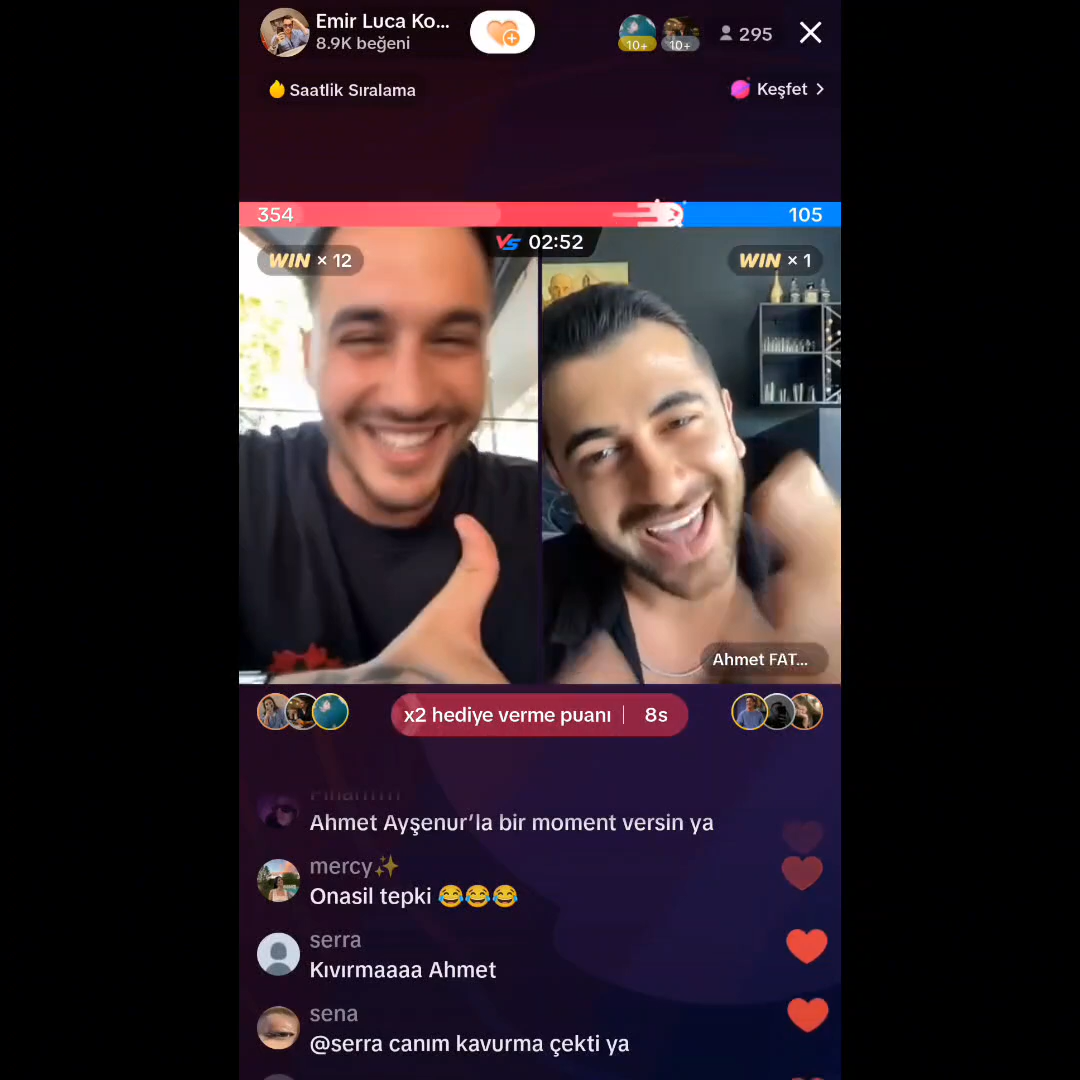 Emir Luca Ko...
8.9K beğeni
10+
10+
295
Saatlik Sıralama
Keşfet
354
105
VS 02:52
WIN × 12
WIN × 1
Ahmet FAT...
x2 hediye verme puanı
8s
Ahmet Ayşenur'la bir moment versin ya
mercy✨
Onasil tepki 😂😂😂
serra
Kıvırmaaaa Ahmet
sena
@serra canım kavurma çekti ya